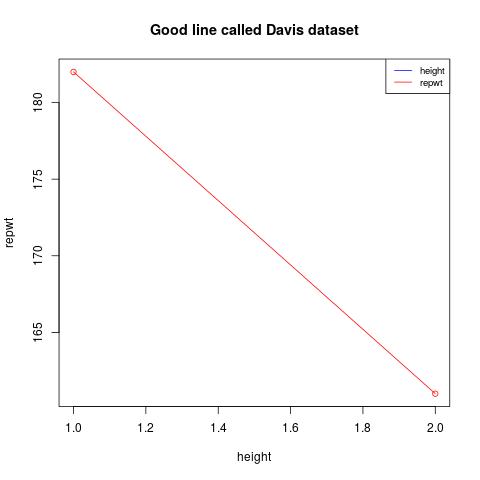 Good line called Davis dataset
height
repwt
repwt
180
175
170
165
1.0 1.2 1.4 1.6 1.8 2.0
height